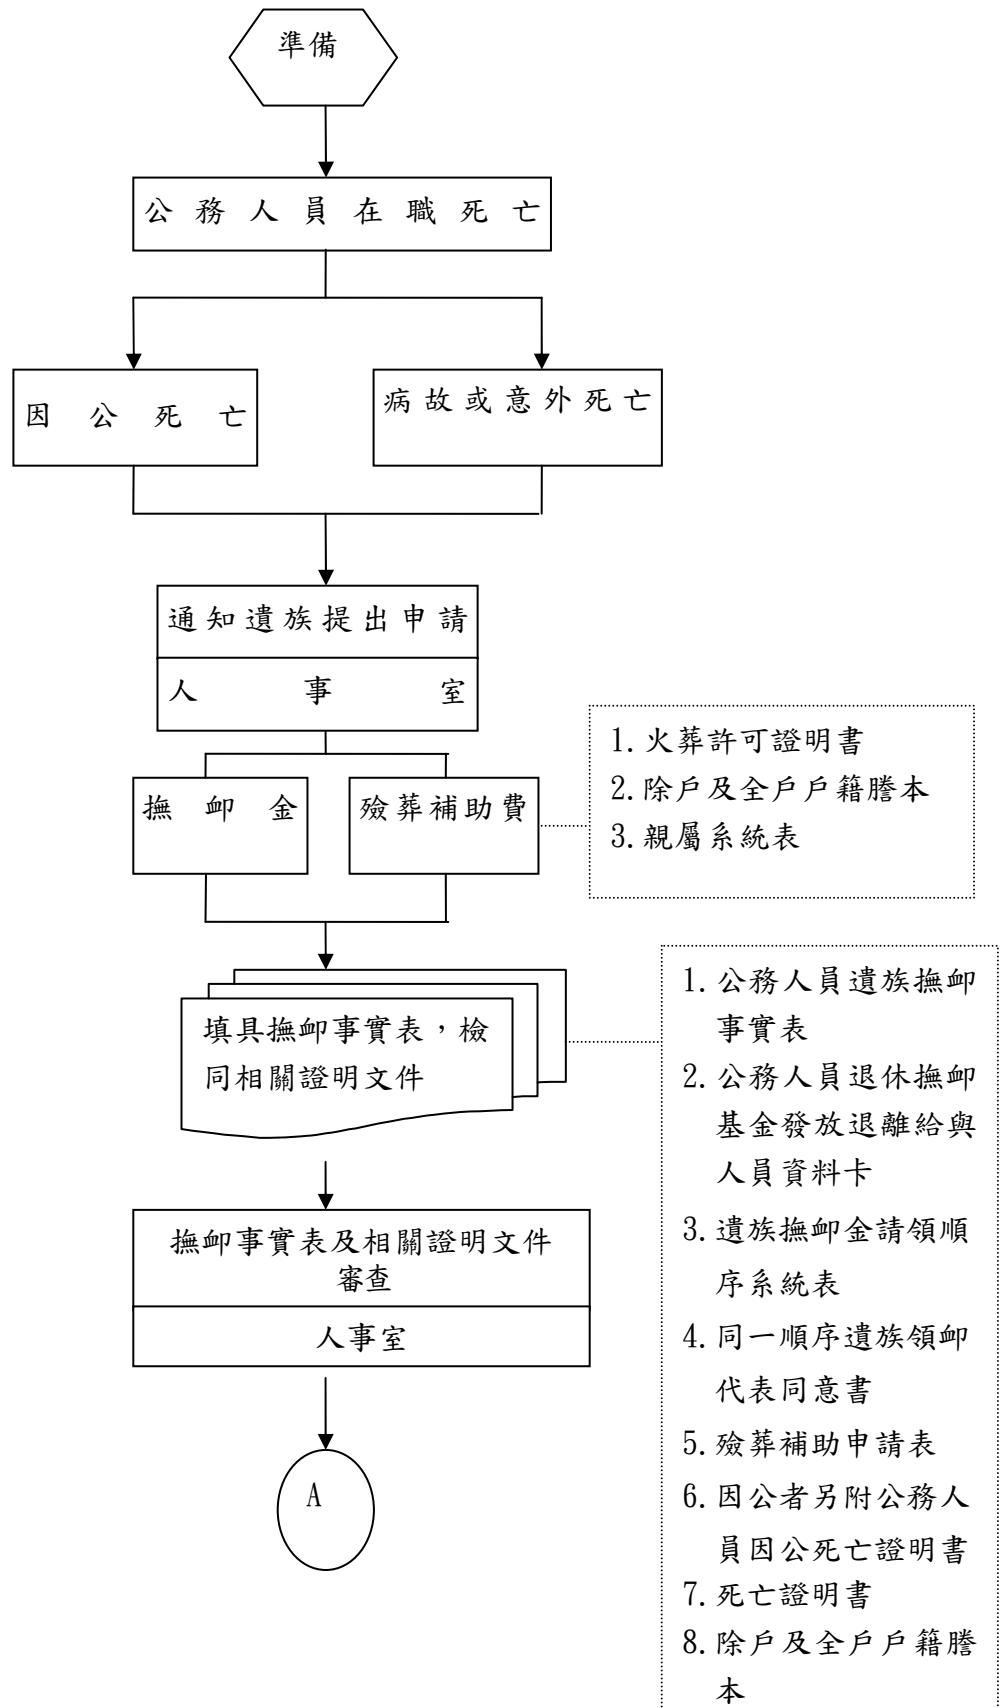 準備
公務人員在職死亡
因公死亡
病故或意外死亡
通知遺族提出申請
人事室
撫卹金
殮葬補助費
1.火葬許可證明書
2.除戶及全戶戶籍謄本
3.親屬系統表
填具撫卹事實表，檢
同相關證明文件
1.公務人員遺族撫卹
事實表
2.公務人員退休撫卹
基金發放退離給與
人員資料卡
3.遺族撫卹金請領順
序系統表
4.同一順序遺族領卹
代表同意書
5.殮葬補助申請表
6.因公者另附公務人
員因公死亡證明書
7.死亡證明書
8.除戶及全戶戶籍謄
本
撫卹事實表及相關證明文件
審查
人事室
A